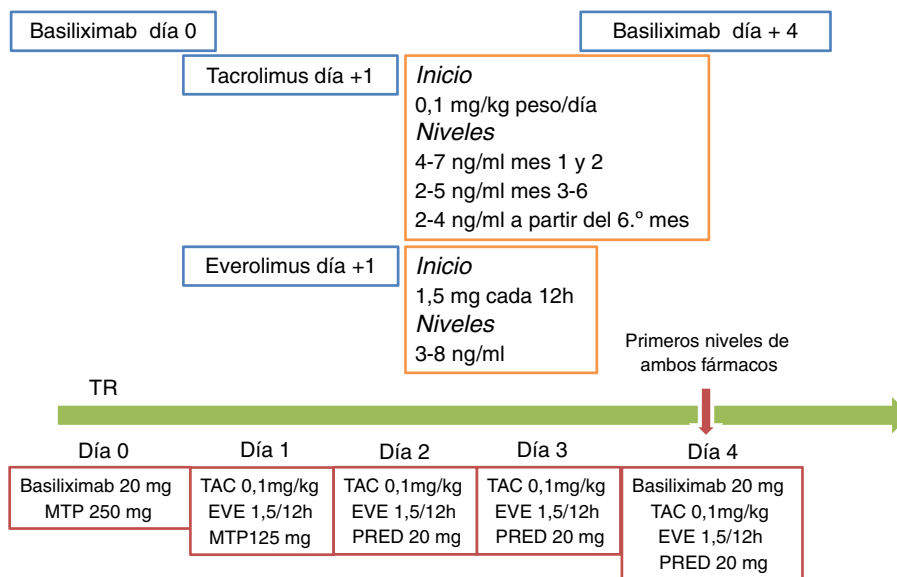 Basiliximab día 0
Basiliximab día + 4
Tacrolimus día +1
Inicio
0,1 mg/kg peso/día
Niveles
4-7 ng/ml mes 1 y 2
2-5 ng/ml mes 3-6
2-4 ng/ml a partir del 6.º mes
Everolimus día +1
Inicio
1,5 mg cada 12h
Niveles
3-8 ng/ml
Primeros niveles de
ambos fármacos
TR
Día 0
Basiliximab 20 mg
MTP 250 mg
Día 1
TAC 0,1mg/kg
EVE 1,5/12h
MTP125 mg
Día 2
TAC 0,1mg/kg
EVE 1,5/12h
PRED 20 mg
Día 3
TAC 0,1mg/kg
EVE 1,5/12h
PRED 20 mg
Día 4
Basiliximab 20 mg
TAC 0,1mg/kg
EVE 1,5/12h
PRED 20 mg